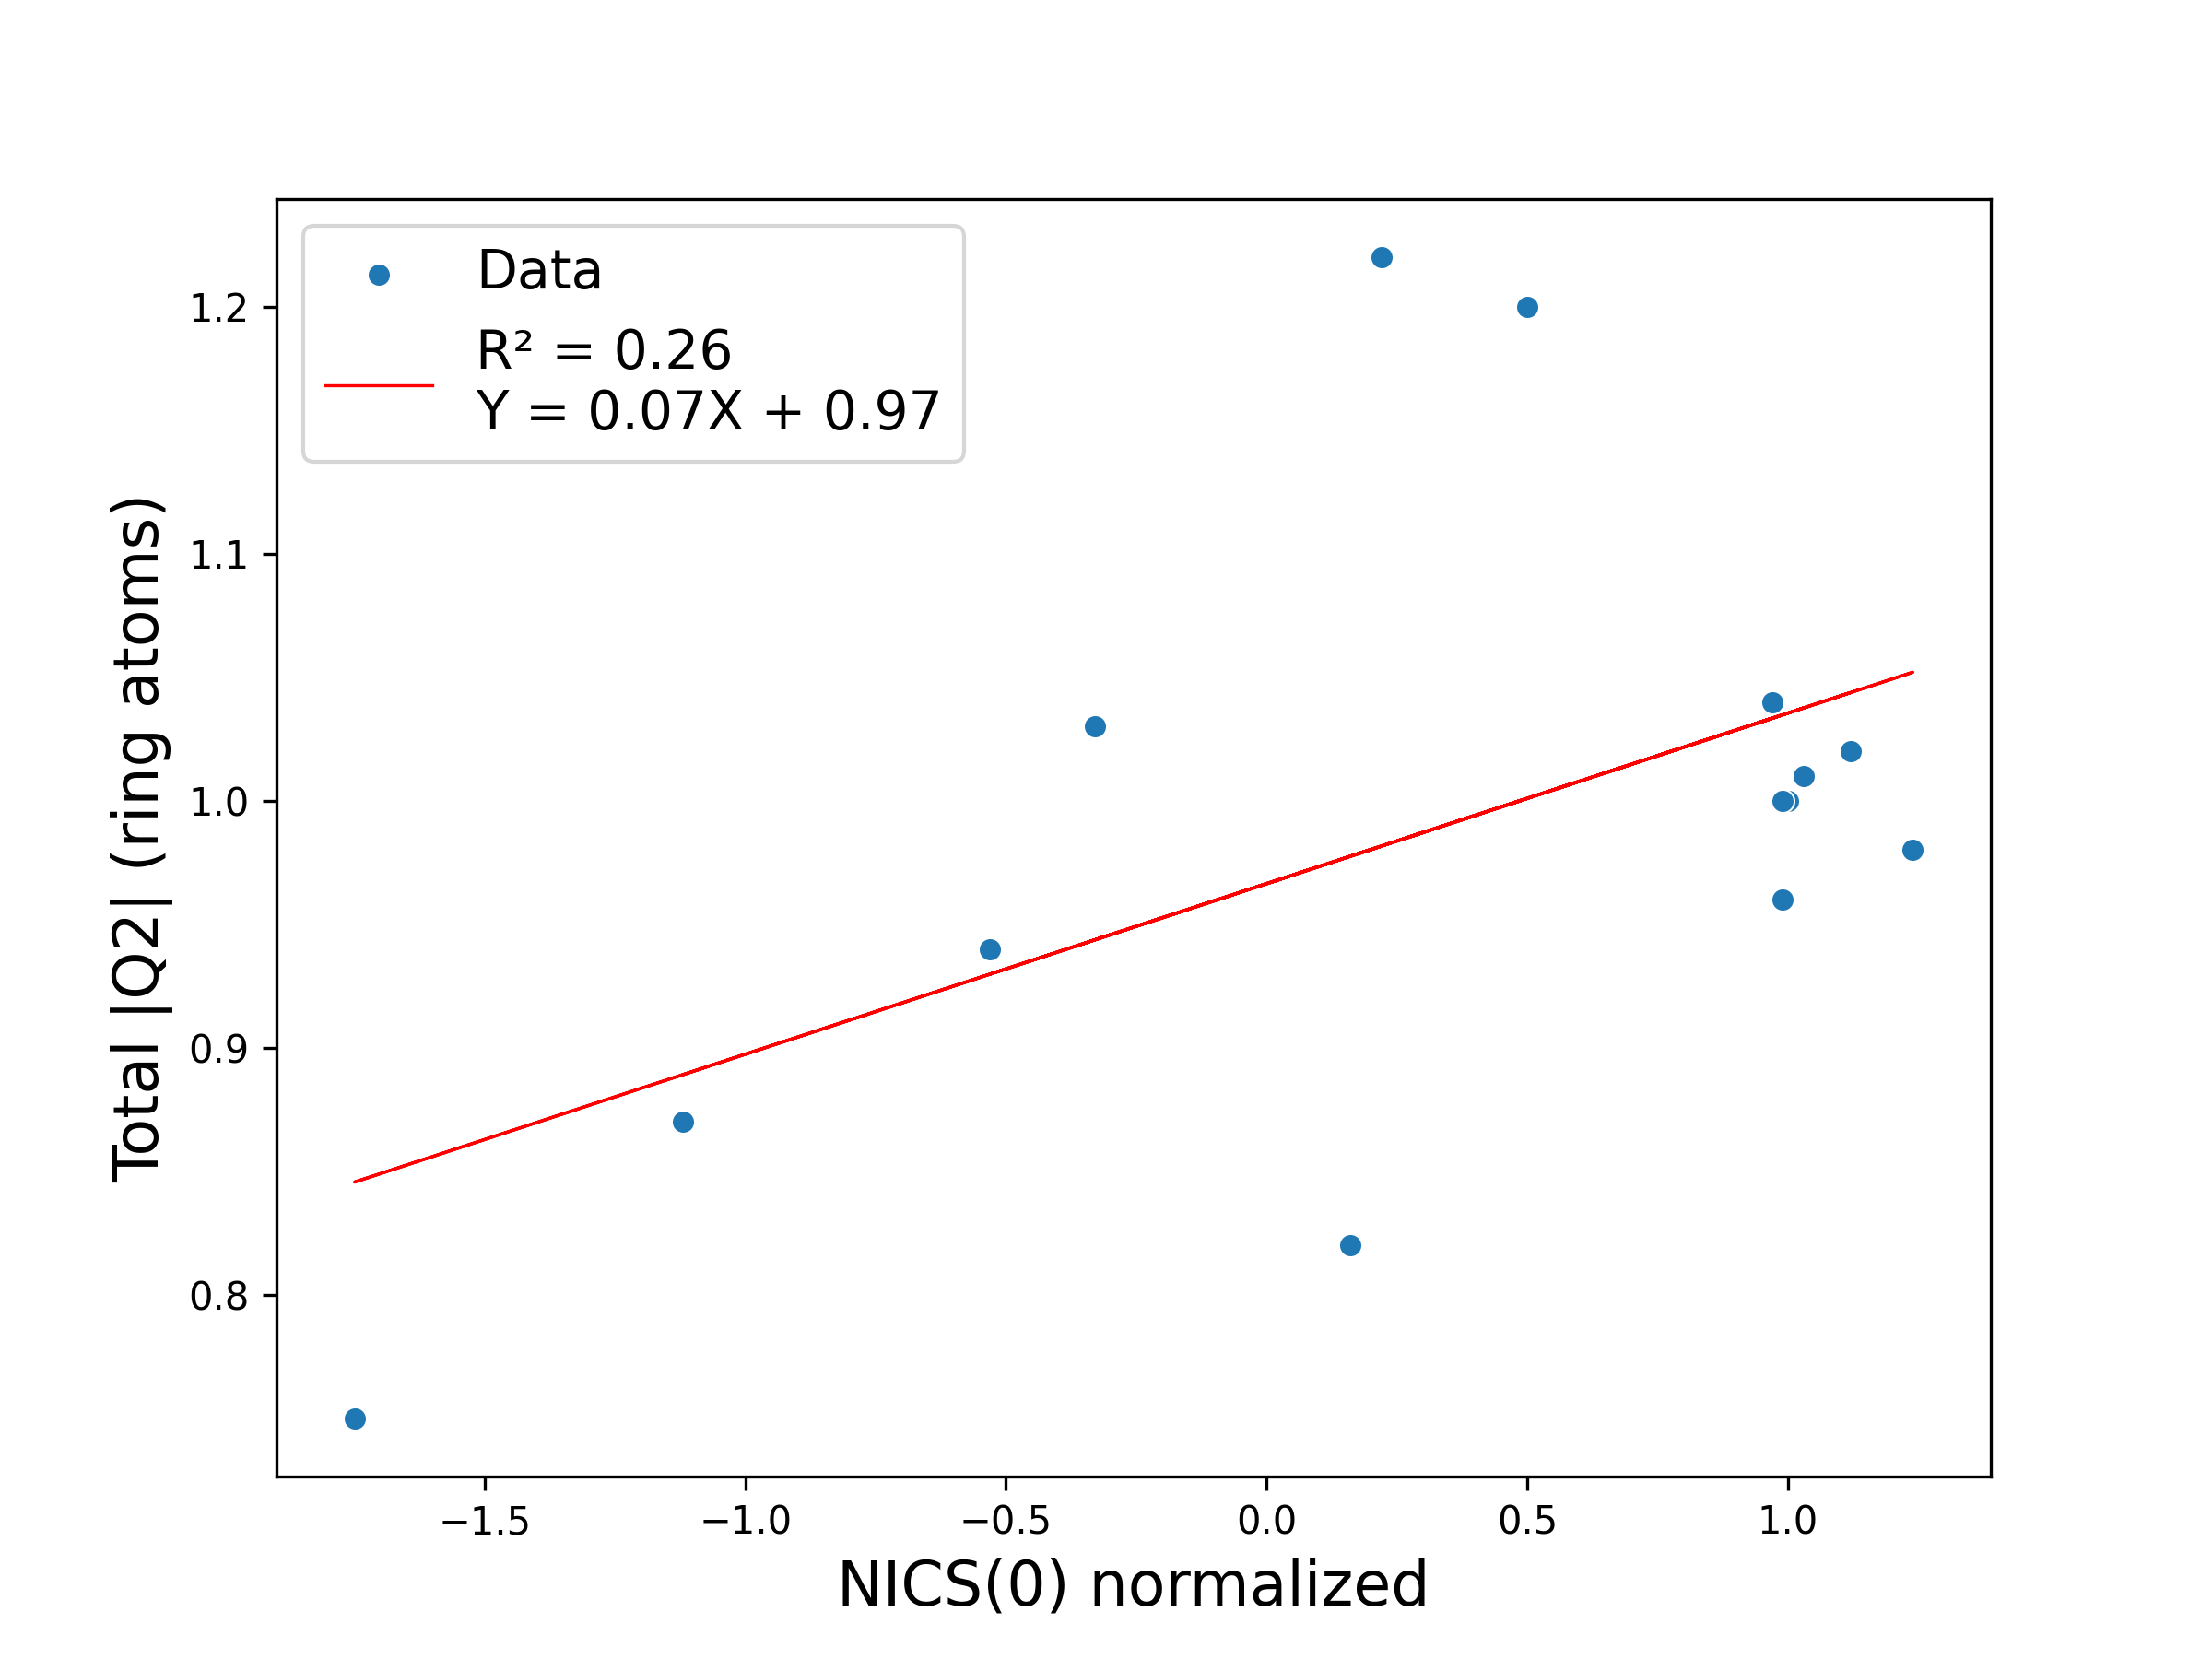 Data
R² = 0.26
Y = 0.07X + 0.97
1.2
1.1
1.0
0.9
0.8
Total |Q2| (ring atoms)
−1.5 −1.0 −0.5 0.0 0.5 1.0
NICS(0) normalized